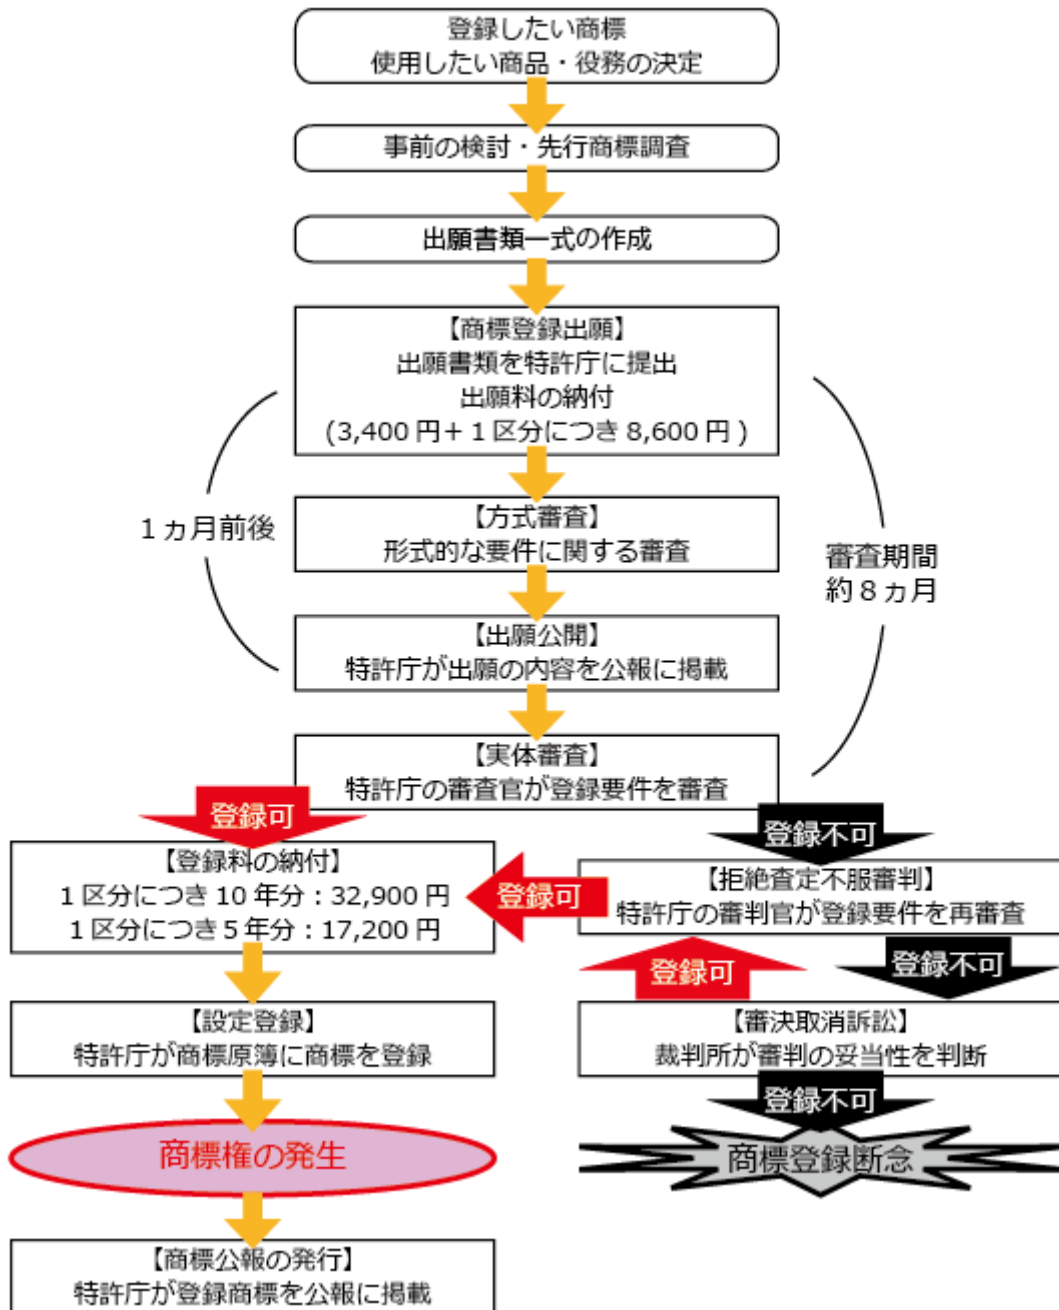 登録したい商標
使用したい商品・役務の決定
事前の検討・先行商標調査
出願書類一式の作成
【商標登録出願】
出願書類を特許庁に提出
出願料の納付
(3,400 円+ 1 区分につき 8,600 円 )
1 ヵ月前後
【方式審査】
形式的な要件に関する審査
審査期間
約 8 ヵ月
【出願公開】
特許庁が出願の内容を公報に掲載
【実体審査】
特許庁の審査官が登録要件を審査
登録可
登録不可
【登録料の納付】
1 区分につき 10 年分 : 32,900 円
1 区分につき 5 年分 : 17,200 円
登録可
【拒絶査定不服審判】
特許庁の審判官が登録要件を再審査
登録可
登録不可
【設定登録】
特許庁が商標原簿に商標を登録
【審決取消訴訟】
裁判所が審判の妥当性を判断
登録不可
商標権の発生
商標登録断念
【商標公報の発行】
特許庁が登録商標を公報に掲載